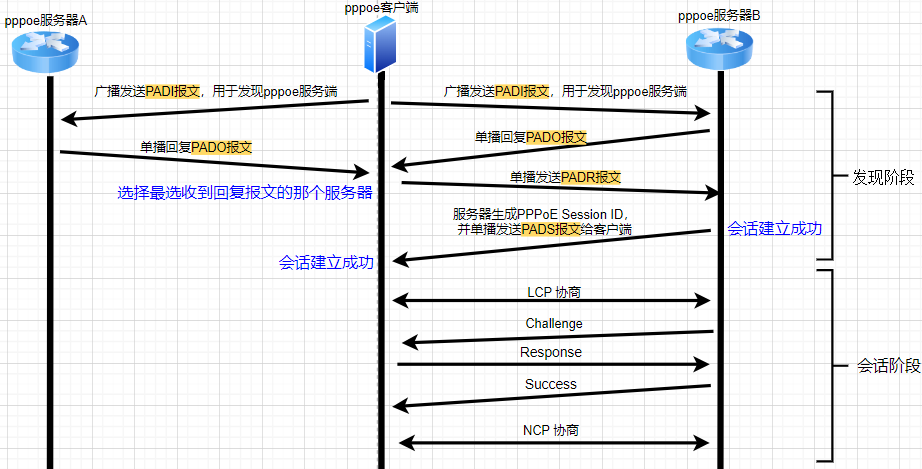 pppoe服务器A
pppoe客户端
pppoe服务器B
广播发送PADI报文，用于发现pppoe服务端
广播发送PADI报文，用于发现pppoe服务端
单播回复PADO报文
单播回复PADO报文
选择最选收到回复报文的那个服务器
单播发送PADR报文
发现阶段
服务器生成PPPoE Session ID，
并单播发送PADS报文给客户端
会话建立成功
会话建立成功
LCP 协商
Challenge
Response
会话阶段
Success
NCP 协商